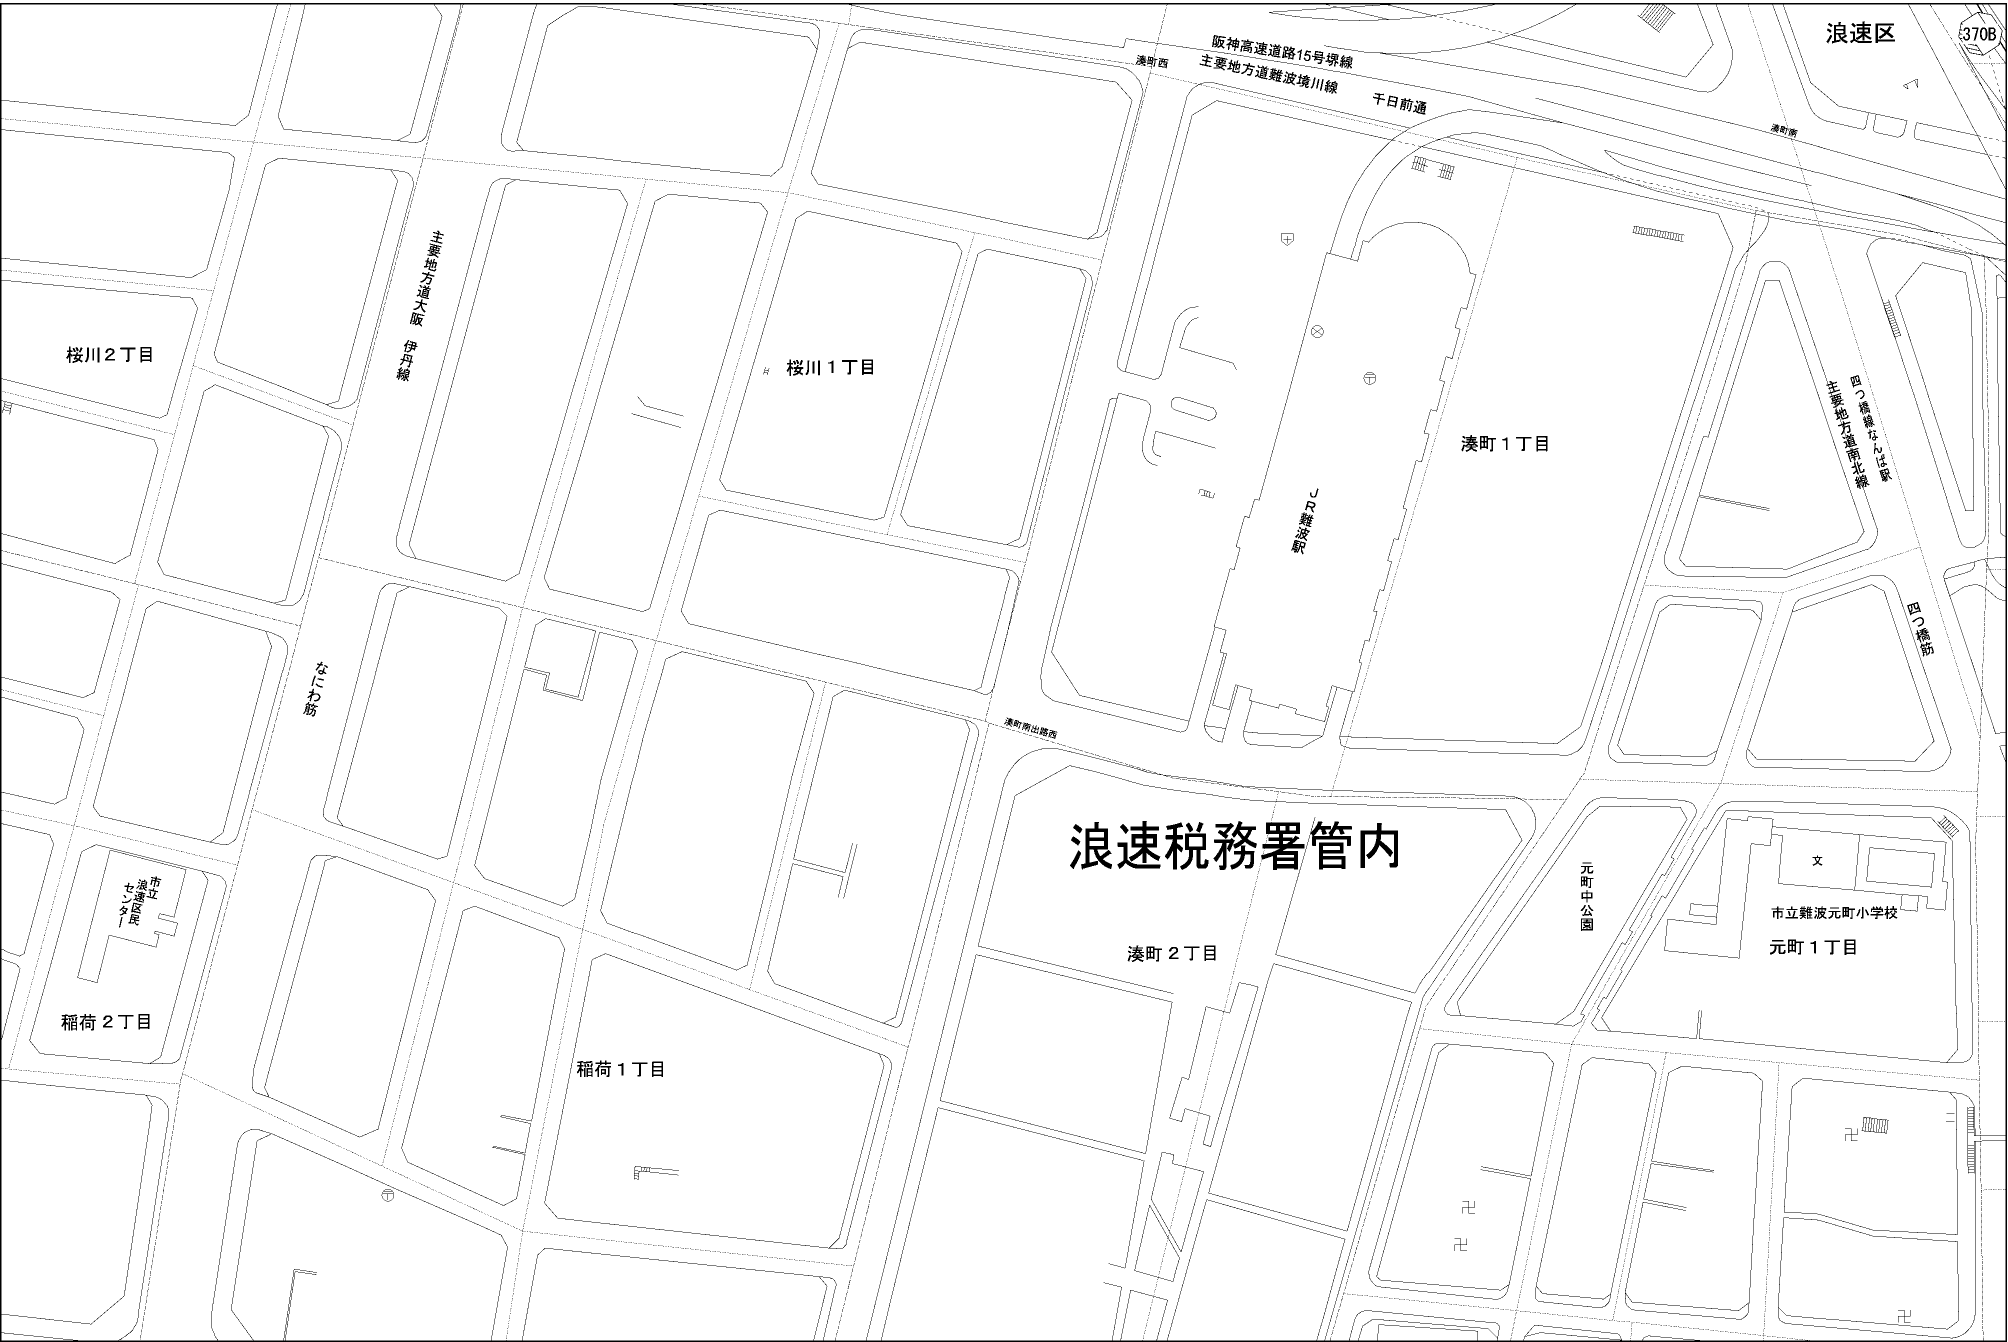 浪速区
370B
阪神高速道路15号堺線
湊町西
主要地方道難波境川線
千日前通
湊町南
主要地方道大阪 伊丹線
桜川2丁目
桜川1丁目
四つ橋線なんば駅
主要地方道南北線
湊町1丁目
JR難波駅
四つ橋筋
なにわ筋
湊町南出路西
浪速税務署管内
文
元町中公園
市立
浪速区民
センター
市立難波元町小学校
元町1丁目
湊町2丁目
稲荷2丁目
稲荷1丁目